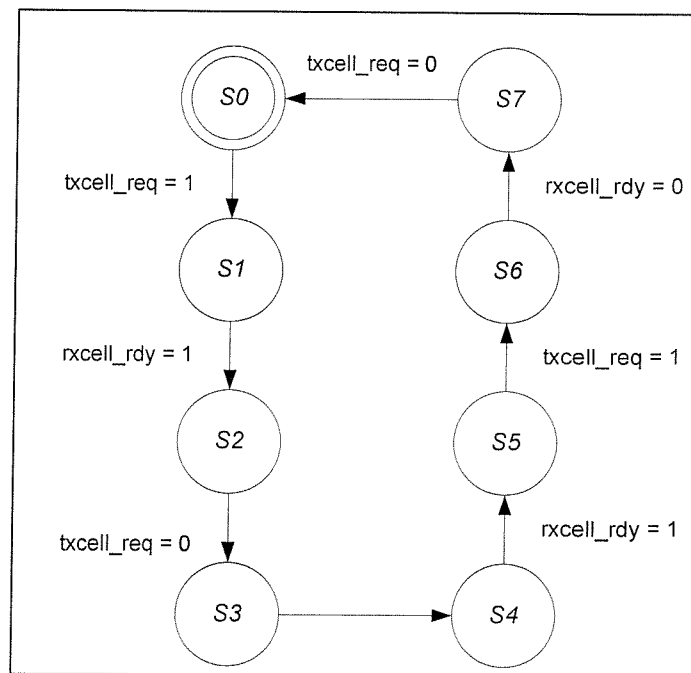 S0
txcell_req = 0
S7
txcell_req = 1
rxcell_rdy = 0
S1
S6
rxcell_rdy = 1
txcell_req = 1
S2
S5
txcell_req = 0
rxcell_rdy = 1
S3
S4